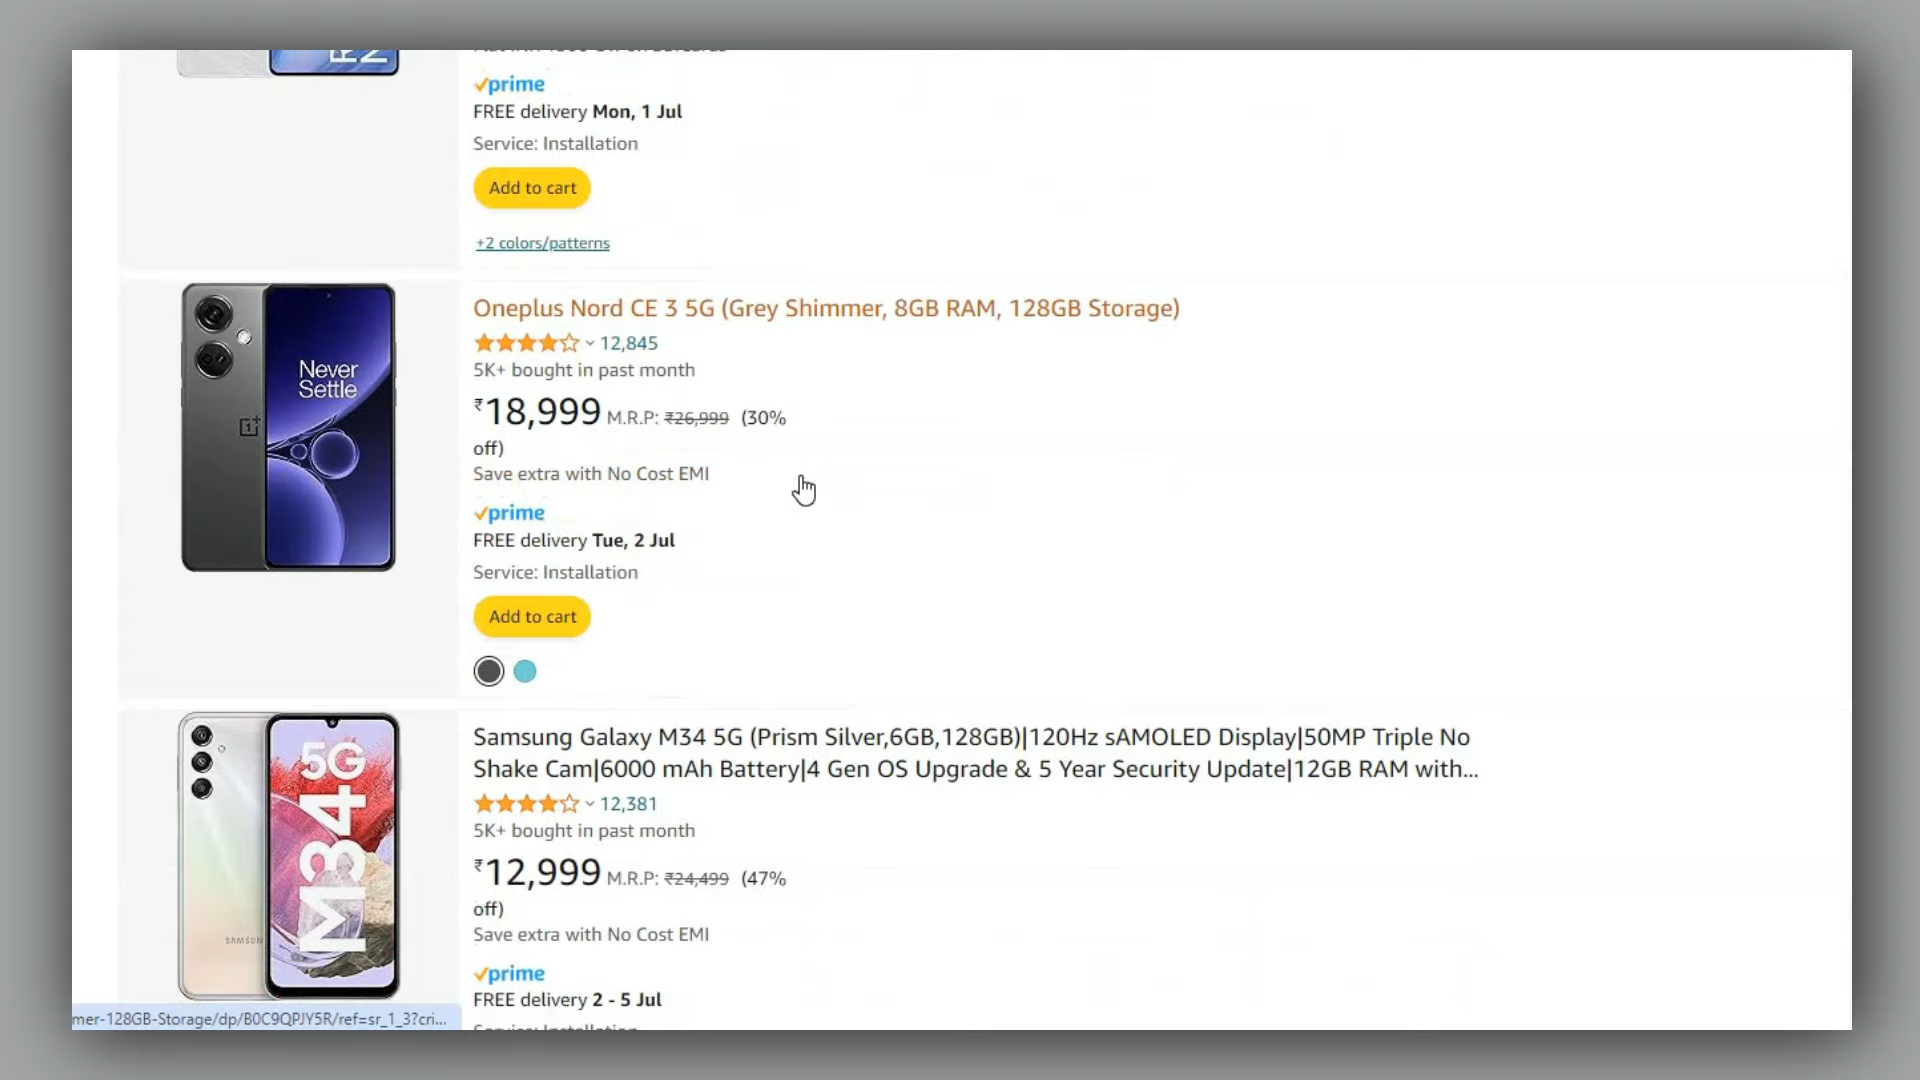 prime
FREE delivery Mon, 1 Jul
Service: Installation
Add to cart
+2 colors/patterns
Never
Settle
Oneplus Nord CE 3 5G (Grey Shimmer, 8GB RAM, 128GB Storage)
12,845
5K+ bought in past month
₹18,999 M.R.P: ₹26,999 (30%
off)
Save extra with No Cost EMI
prime
FREE delivery Tue, 2 Jul
Service: Installation
Add to cart
5G
M34
SAMSUN
Samsung Galaxy M34 5G (Prism Silver,6GB,128GB)|120Hz sAMOLED Display|50MP Triple No
Shake Cam|6000 mAh Battery|4 Gen OS Upgrade & 5 Year Security Update|12GB RAM with...
12,381
5K+ bought in past month
₹12,999 M.R.P: ₹24,499 (47%
off)
Save extra with No Cost EMI
prime
FREE delivery 2 - 5 Jul
mer-128GB-Storage/dp/B0C9QPJY5R/ref=sr_1_3?cri...